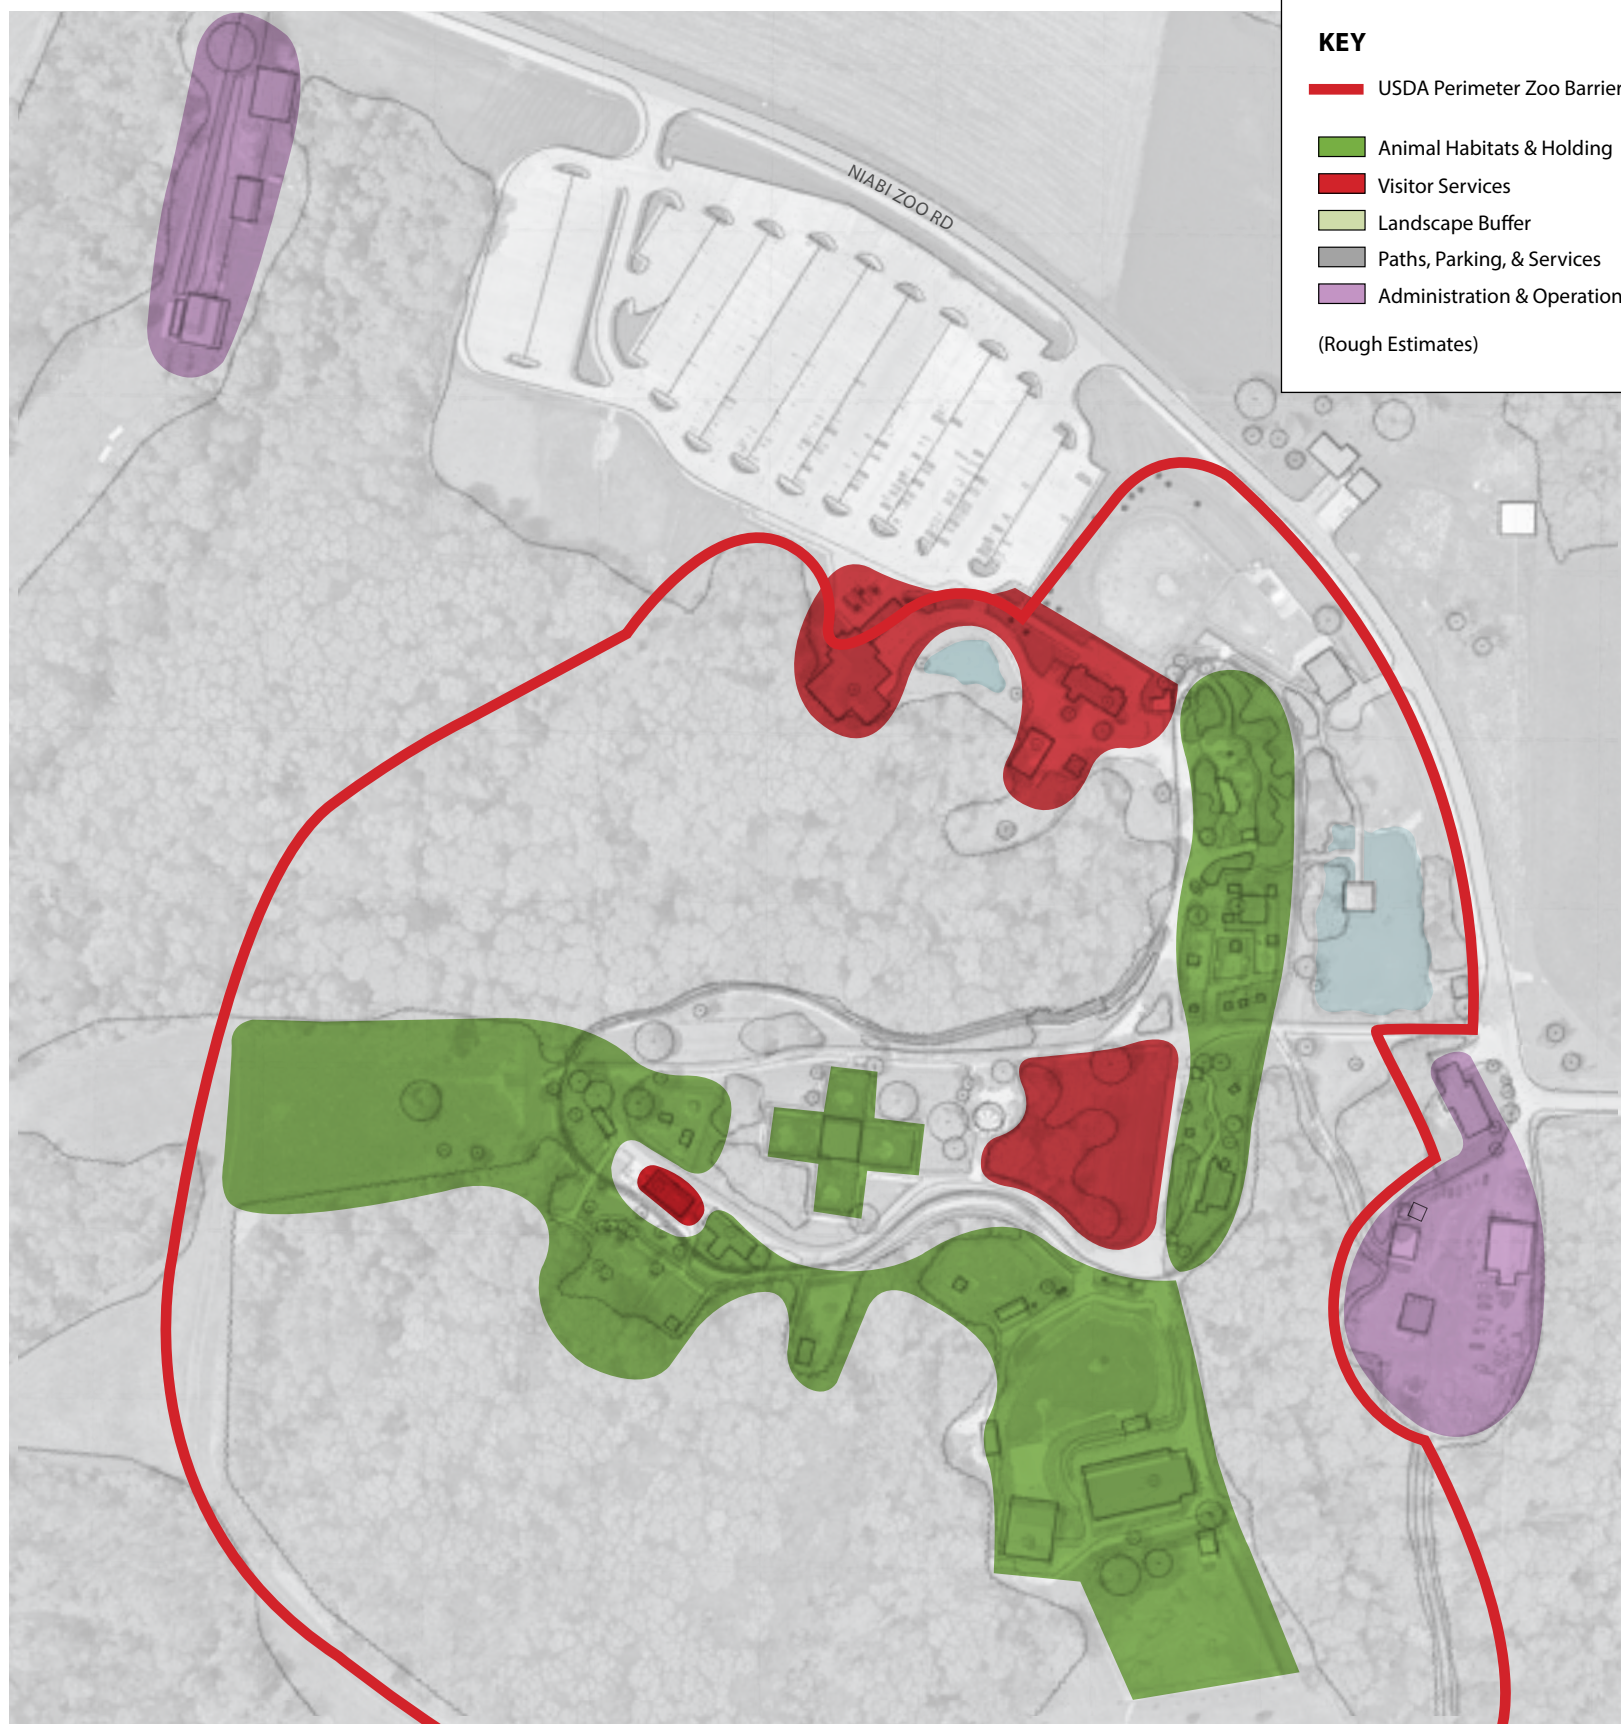 KEY
USDA Perimeter Zoo Barrier
Animal Habitats & Holding
Visitor Services
Landscape Buffer
Paths, Parking, & Services
Administration & Operation
(Rough Estimates)
NIABI ZOO RD